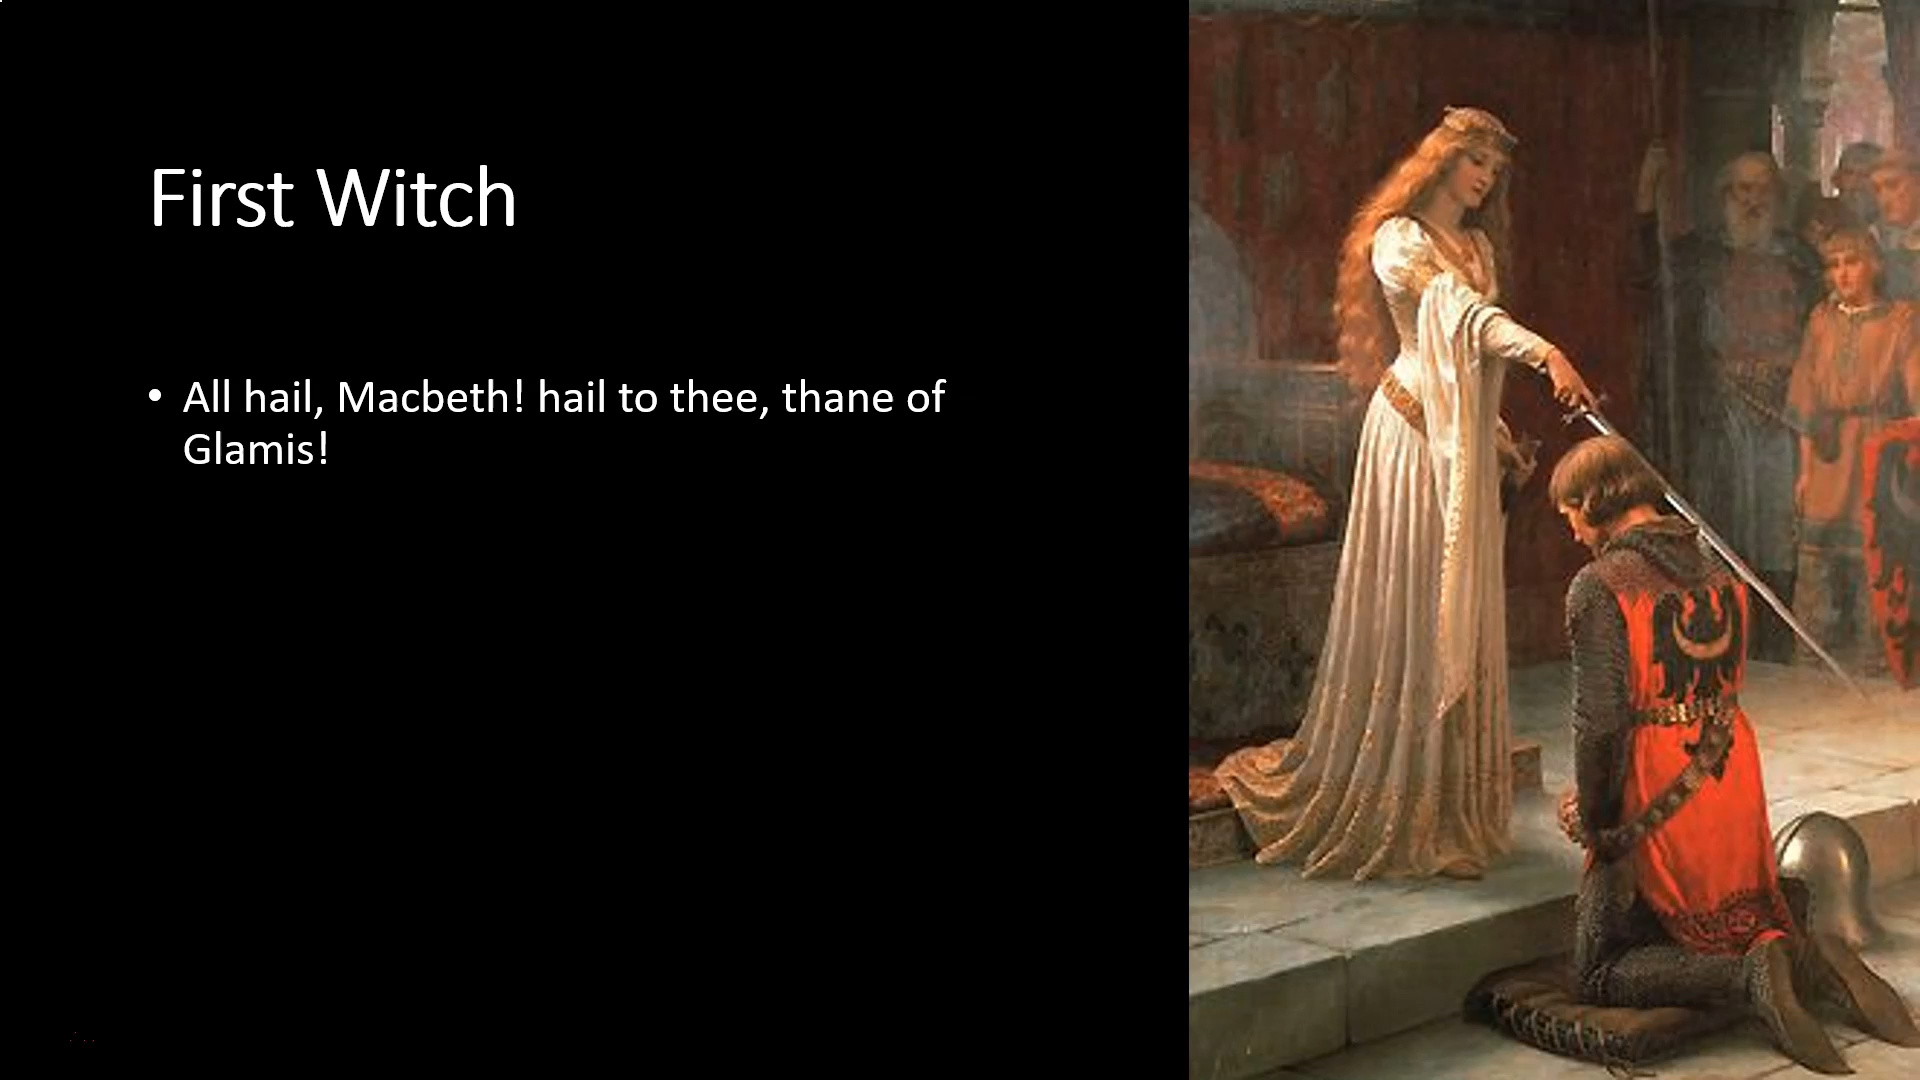 First Witch
• All hail, Macbeth! hail to thee, thane of
Glamis!